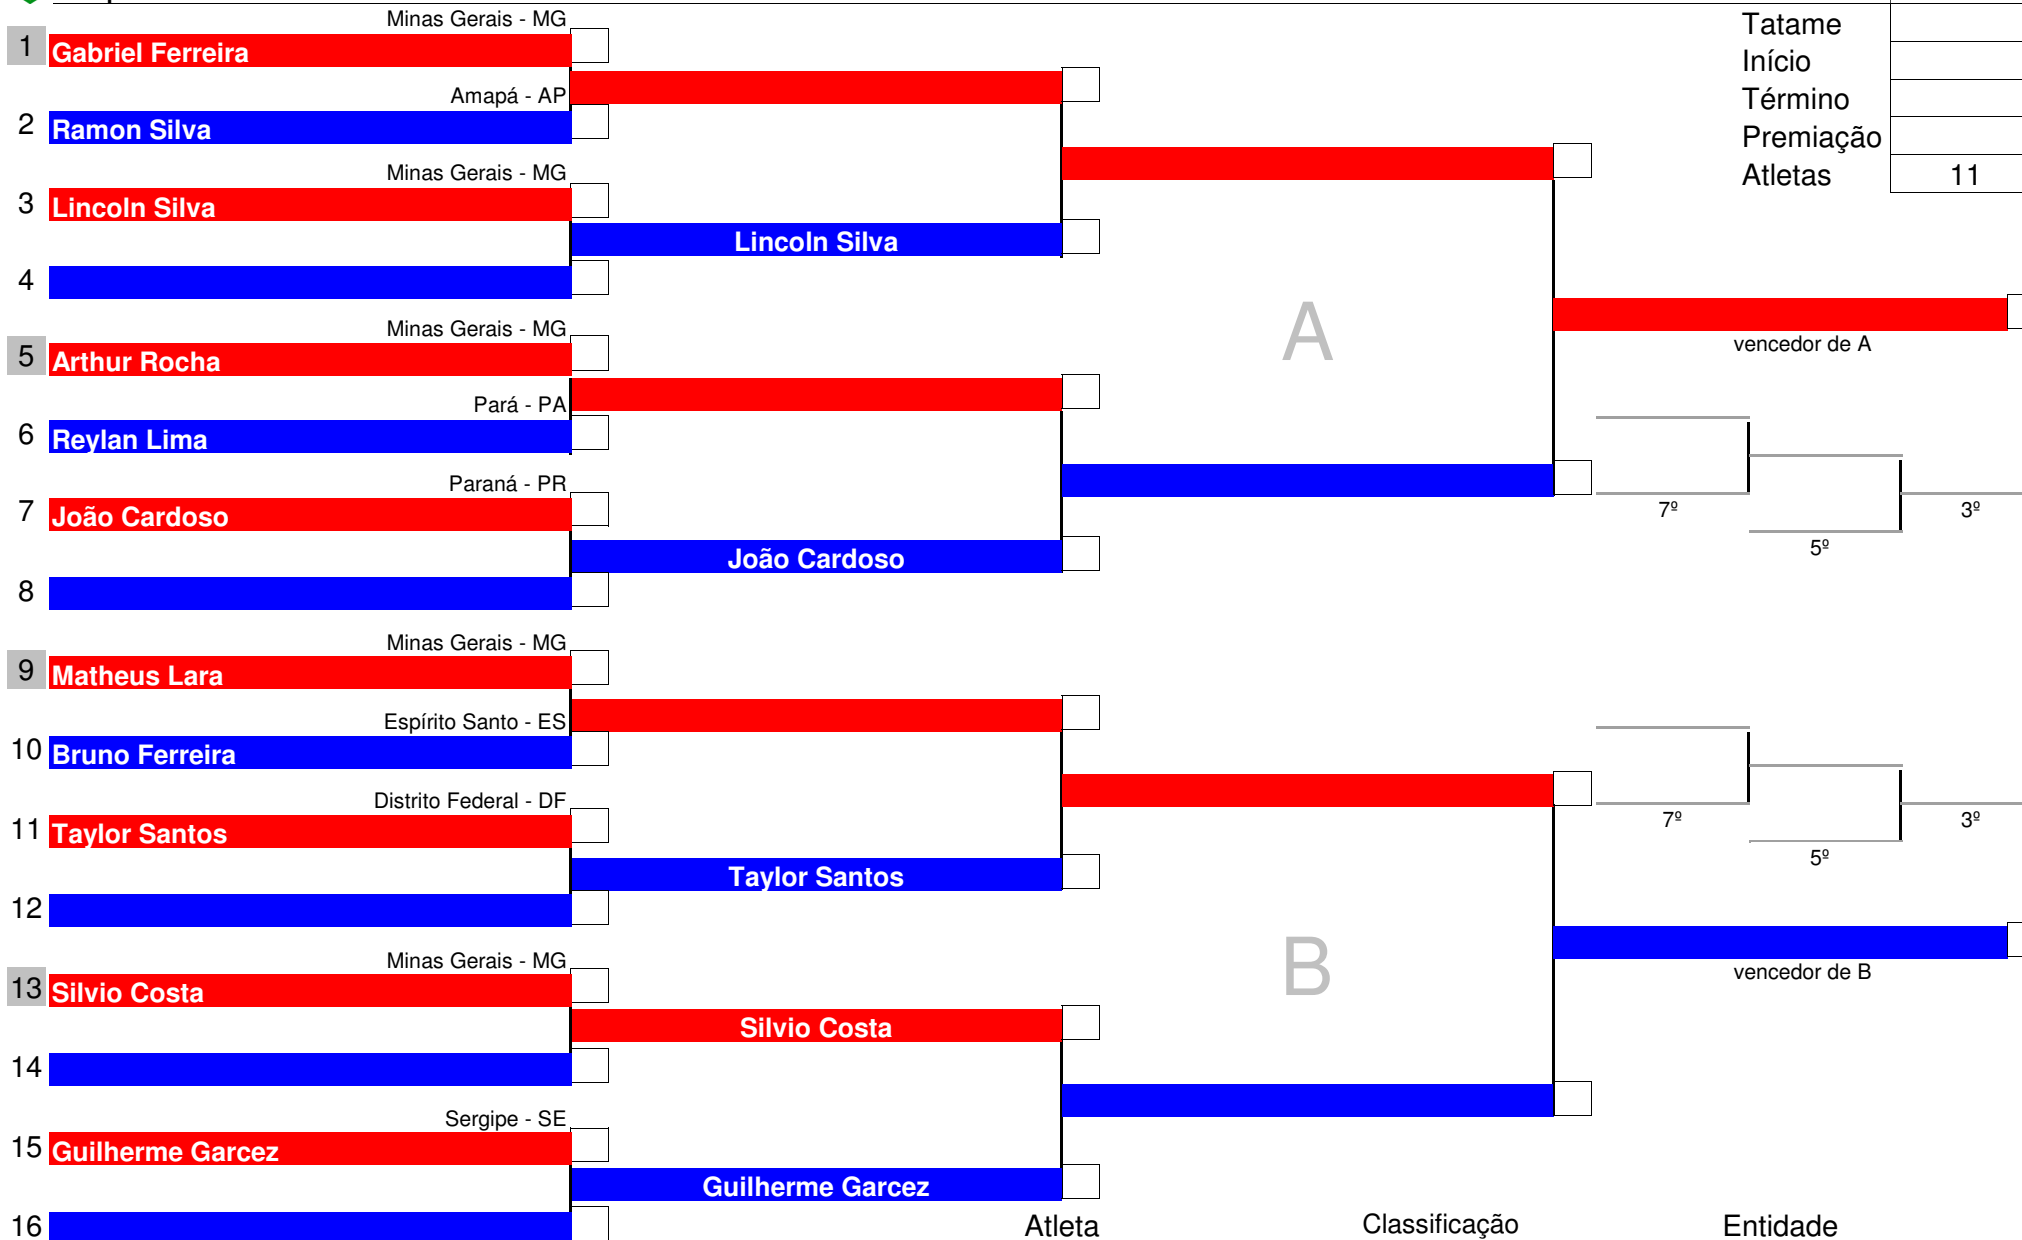 Minas Gerais - MG
1 Gabriel Ferreira
Amapá - AP
2 Ramon Silva
Minas Gerais - MG
3 Lincoln Silva
Lincoln Silva
4
Minas Gerais - MG
5 Arthur Rocha
Pará - PA
6 Reylan Lima
Paraná - PR
7 João Cardoso
João Cardoso
8
Minas Gerais - MG
9 Matheus Lara
Espírito Santo - ES
10 Bruno Ferreira
Distrito Federal - DF
11 Taylor Santos
Taylor Santos
12
Minas Gerais - MG
13 Silvio Costa
Silvio Costa
14
Sergipe - SE
15 Guilherme Garcez
Guilherme Garcez
16
A
B
Tatame
Início
Término
Premiação
Atletas 11
vencedor de A
7º
3º
5º
7º
3º
5º
vencedor de B
Atleta Classificação Entidade